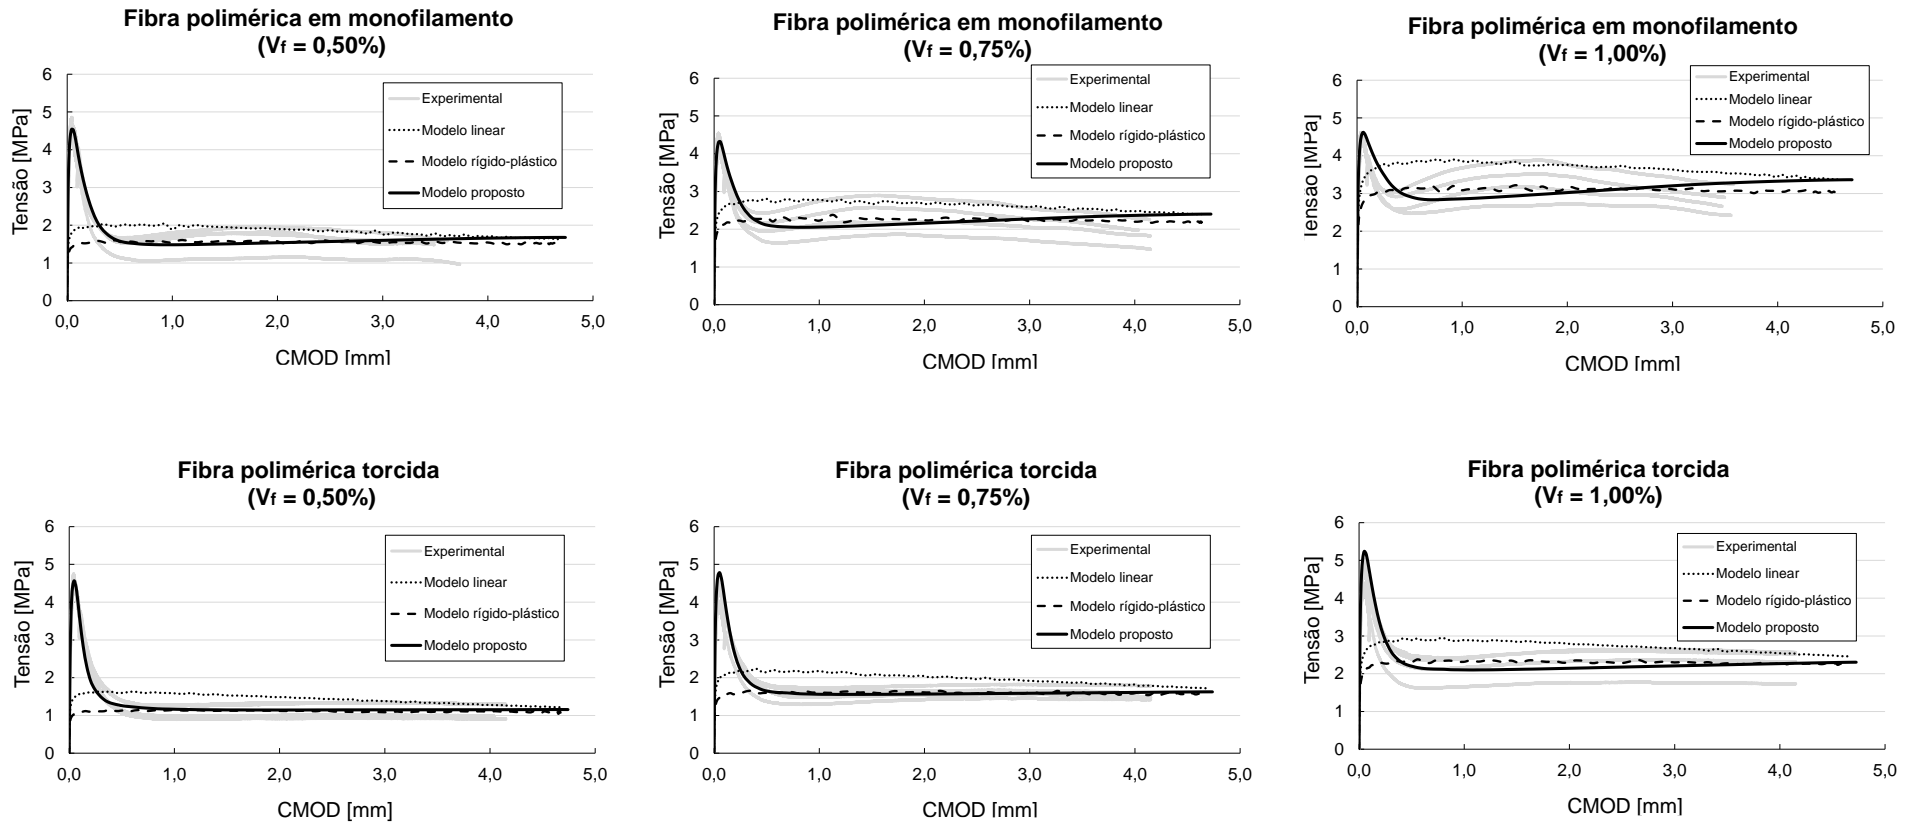 Fibra polimérica em monofilamento
(Vf = 0,50%)
6
5
4
3
2
1
0
Tensão [MPa]
Experimental
Modelo linear
Modelo rígido-plástico
Modelo proposto
0,0 1,0 2,0 3,0 4,0 5,0
CMOD [mm]
Fibra polimérica em monofilamento
(Vf = 0,75%)
6
5
4
3
2
1
0
Tensão [MPa]
Experimental
Modelo linear
Modelo rígido-plástico
Modelo proposto
0,0 1,0 2,0 3,0 4,0 5,0
CMOD [mm]
Fibra polimérica em monofilamento
(Vf = 1,00%)
6
5
4
3
2
1
0
Tensão [MPa]
Experimental
Modelo linear
Modelo rígido-plástico
Modelo proposto
0,0 1,0 2,0 3,0 4,0 5,0
CMOD [mm]
Fibra polimérica torcida
(Vf = 0,50%)
6
5
4
3
2
1
0
Tensão [MPa]
Experimental
Modelo linear
Modelo rígido-plástico
Modelo proposto
0,0 1,0 2,0 3,0 4,0 5,0
CMOD [mm]
Fibra polimérica torcida
(Vf = 0,75%)
6
5
4
3
2
1
0
Tensão [MPa]
Experimental
Modelo linear
Modelo rígido-plástico
Modelo proposto
0,0 1,0 2,0 3,0 4,0 5,0
CMOD [mm]
Fibra polimérica torcida
(Vf = 1,00%)
6
5
4
3
2
1
0
Tensão [MPa]
Experimental
Modelo linear
Modelo rígido-plástico
Modelo proposto
0,0 1,0 2,0 3,0 4,0 5,0
CMOD [mm]